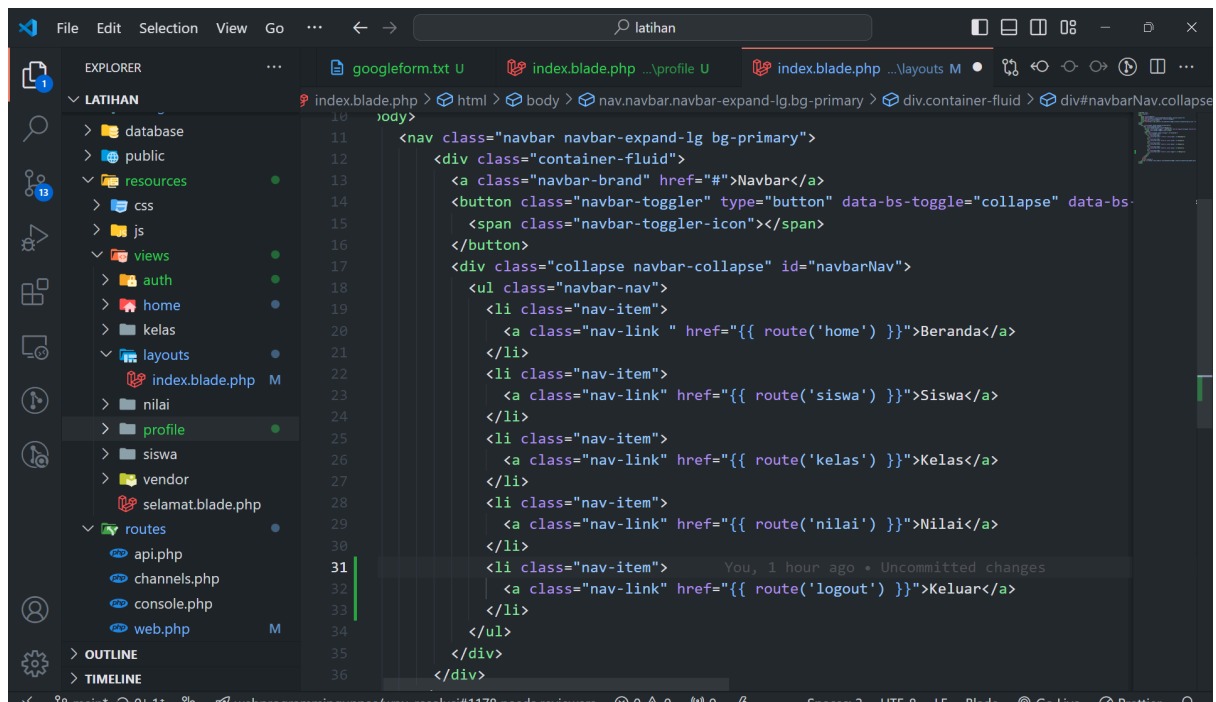 File Edit Selection View Go ··· latihan
EXPLORER ···
googleform.txt U
index.blade.php ...\profile U
index.blade.php ...\layouts M
index.blade.php > html > body > nav.navbar.navbar-expand-lg.bg-primary > div.container-fluid > div#navbarNav.collapse
1
13
LATIHAN
database
public
resources
css
js
views
auth
home
kelas
layouts
index.blade.php M
nilai
profile
siswa
vendor
selamat.blade.php
routes
api.php
channels.php
console.php
web.php M
OUTLINE
TIMELINE
10 body>
11 <nav class="navbar navbar-expand-lg bg-primary">
12 <div class="container-fluid">
13 <a class="navbar-brand" href="#">Navbar</a>
14 <button class="navbar-toggler" type="button" data-bs-toggle="collapse" data-bs-
15 <span class="navbar-toggler-icon"></span>
16 </button>
17 <div class="collapse navbar-collapse" id="navbarNav">
18 <ul class="navbar-nav">
19 <li class="nav-item">
20 <a class="nav-link " href="{{ route('home') }}">Beranda</a>
21 </li>
22 <li class="nav-item">
23 <a class="nav-link" href="{{ route('siswa') }}">Siswa</a>
24 </li>
25 <li class="nav-item">
26 <a class="nav-link" href="{{ route('kelas') }}">Kelas</a>
27 </li>
28 <li class="nav-item">
29 <a class="nav-link" href="{{ route('nilai') }}">Nilai</a>
30 </li>
31 <li class="nav-item"> You, 1 hour ago • Uncommitted changes
32 <a class="nav-link" href="{{ route('logout') }}">Keluar</a>
33 </li>
34 </ul>
35 </div>
36 </div>